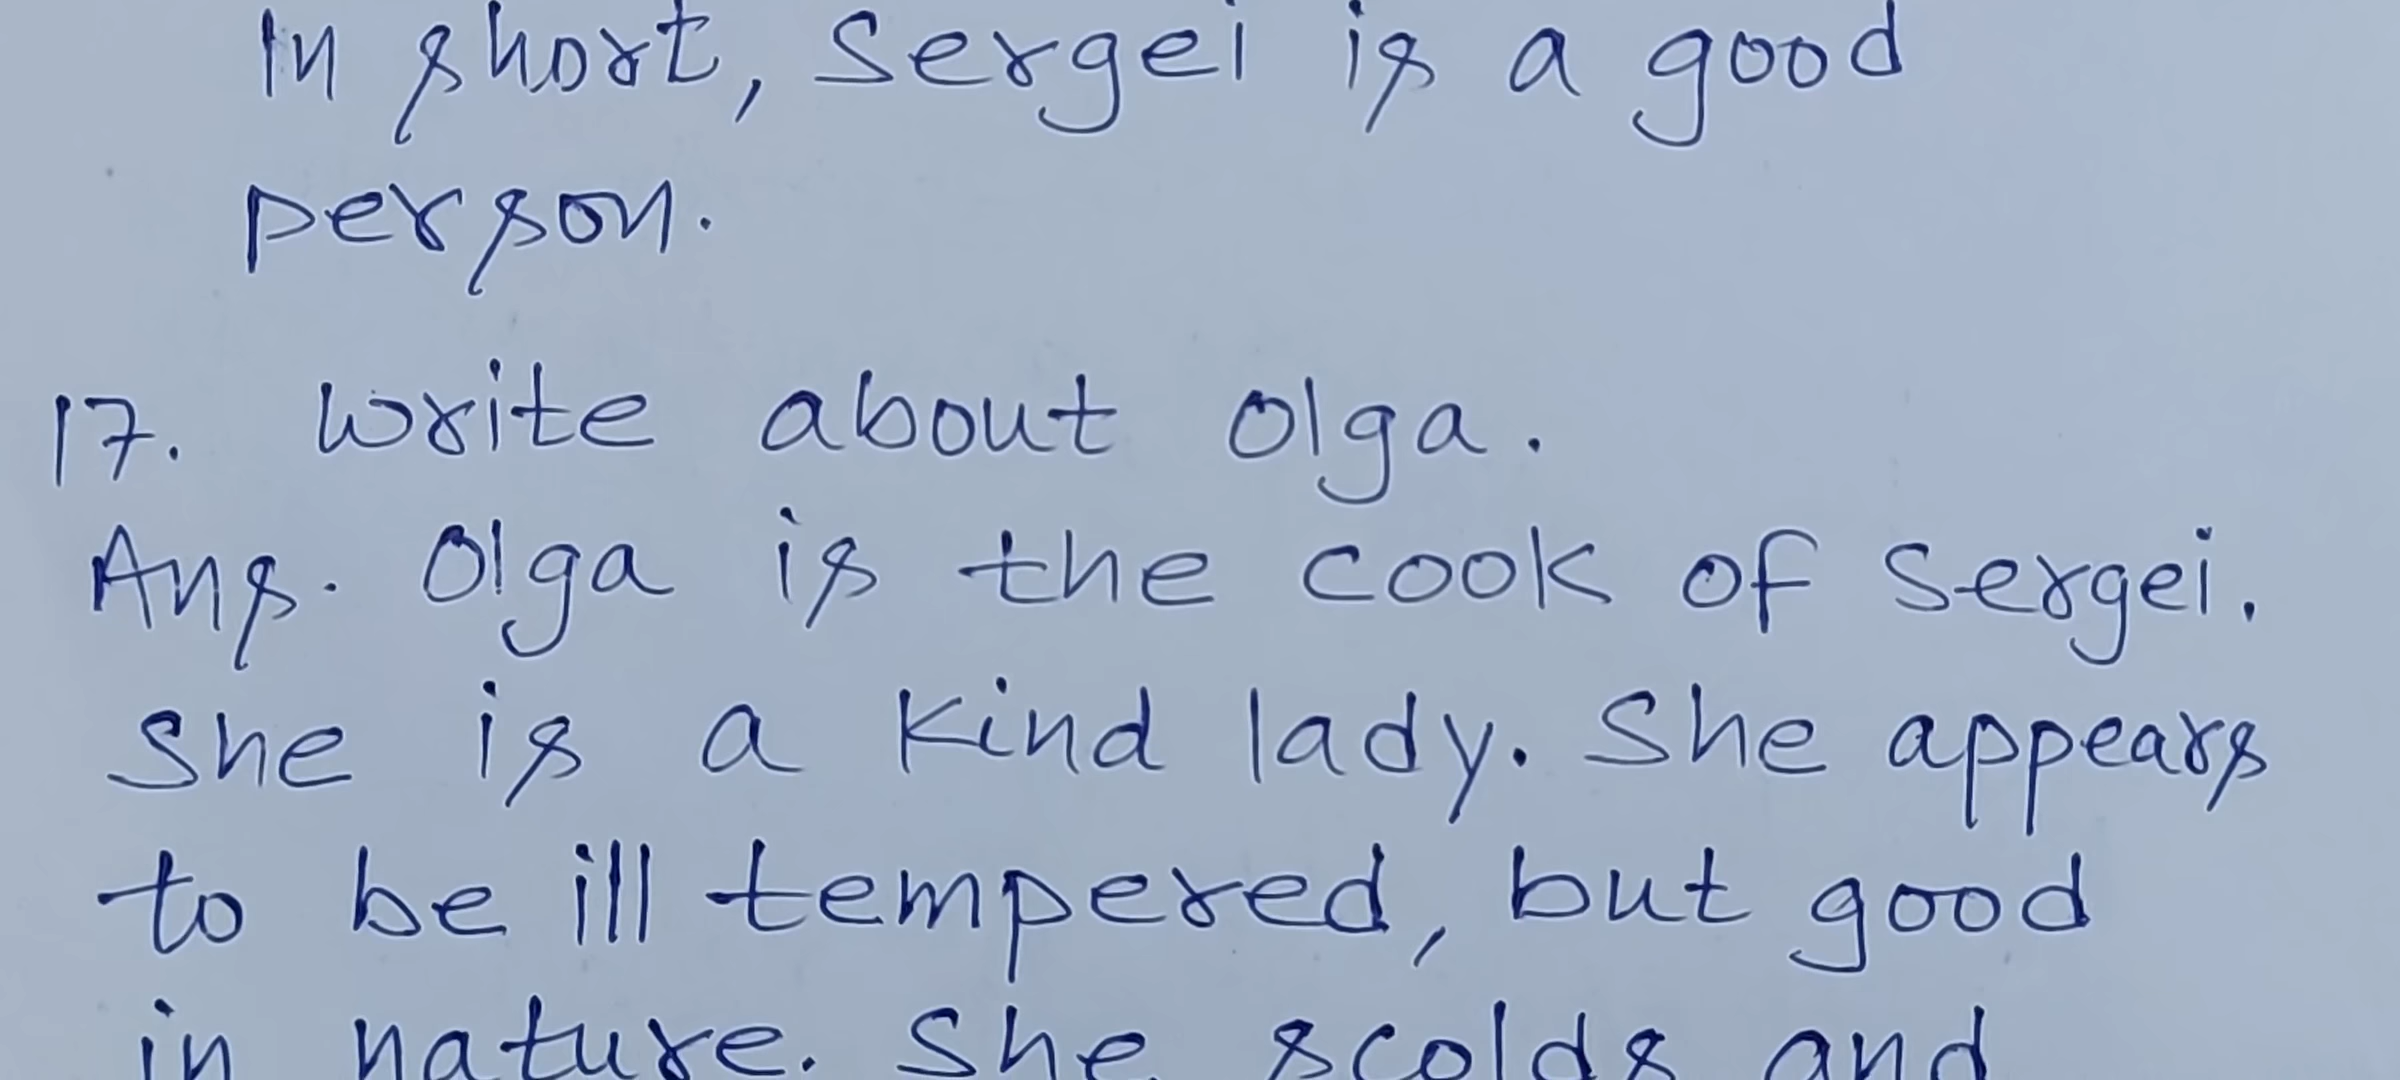 In short, Sergei is a good
person.
17. Write about Olga.
Ans. Olga is the cook of Sergei.
She is a kind lady. She appears
to be ill tempered, but good
in nature. She scolds and